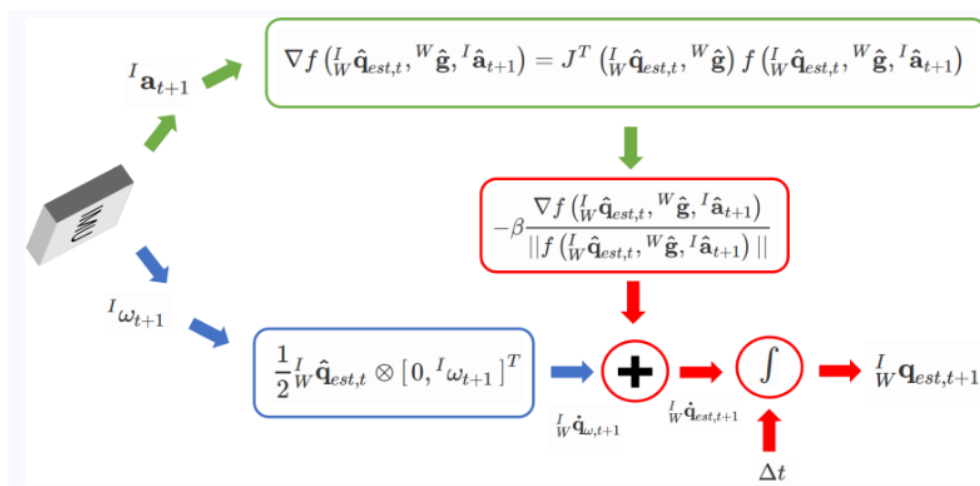 ∇f(^I_W q̂_{est,t}, ^W ĝ, ^I â_{t+1}) = J^T (^I_W q̂_{est,t}, ^W ĝ) f(^I_W q̂_{est,t}, ^W ĝ, ^I â_{t+1})
^I a_{t+1}
-β ∇f(^I_W q̂_{est,t}, ^W ĝ, ^I â_{t+1}) / ||f(^I_W q̂_{est,t}, ^W ĝ, ^I â_{t+1})||
IMU
^I ω_{t+1}
1/2 ^I_W q̂_{est,t} ⊗ [0, ^I ω_{t+1}]^T
+
∫
^I_W q_{est,t+1}
^I_W q̇_{ω,t+1}
^I_W q̇_{est,t+1}
Δt